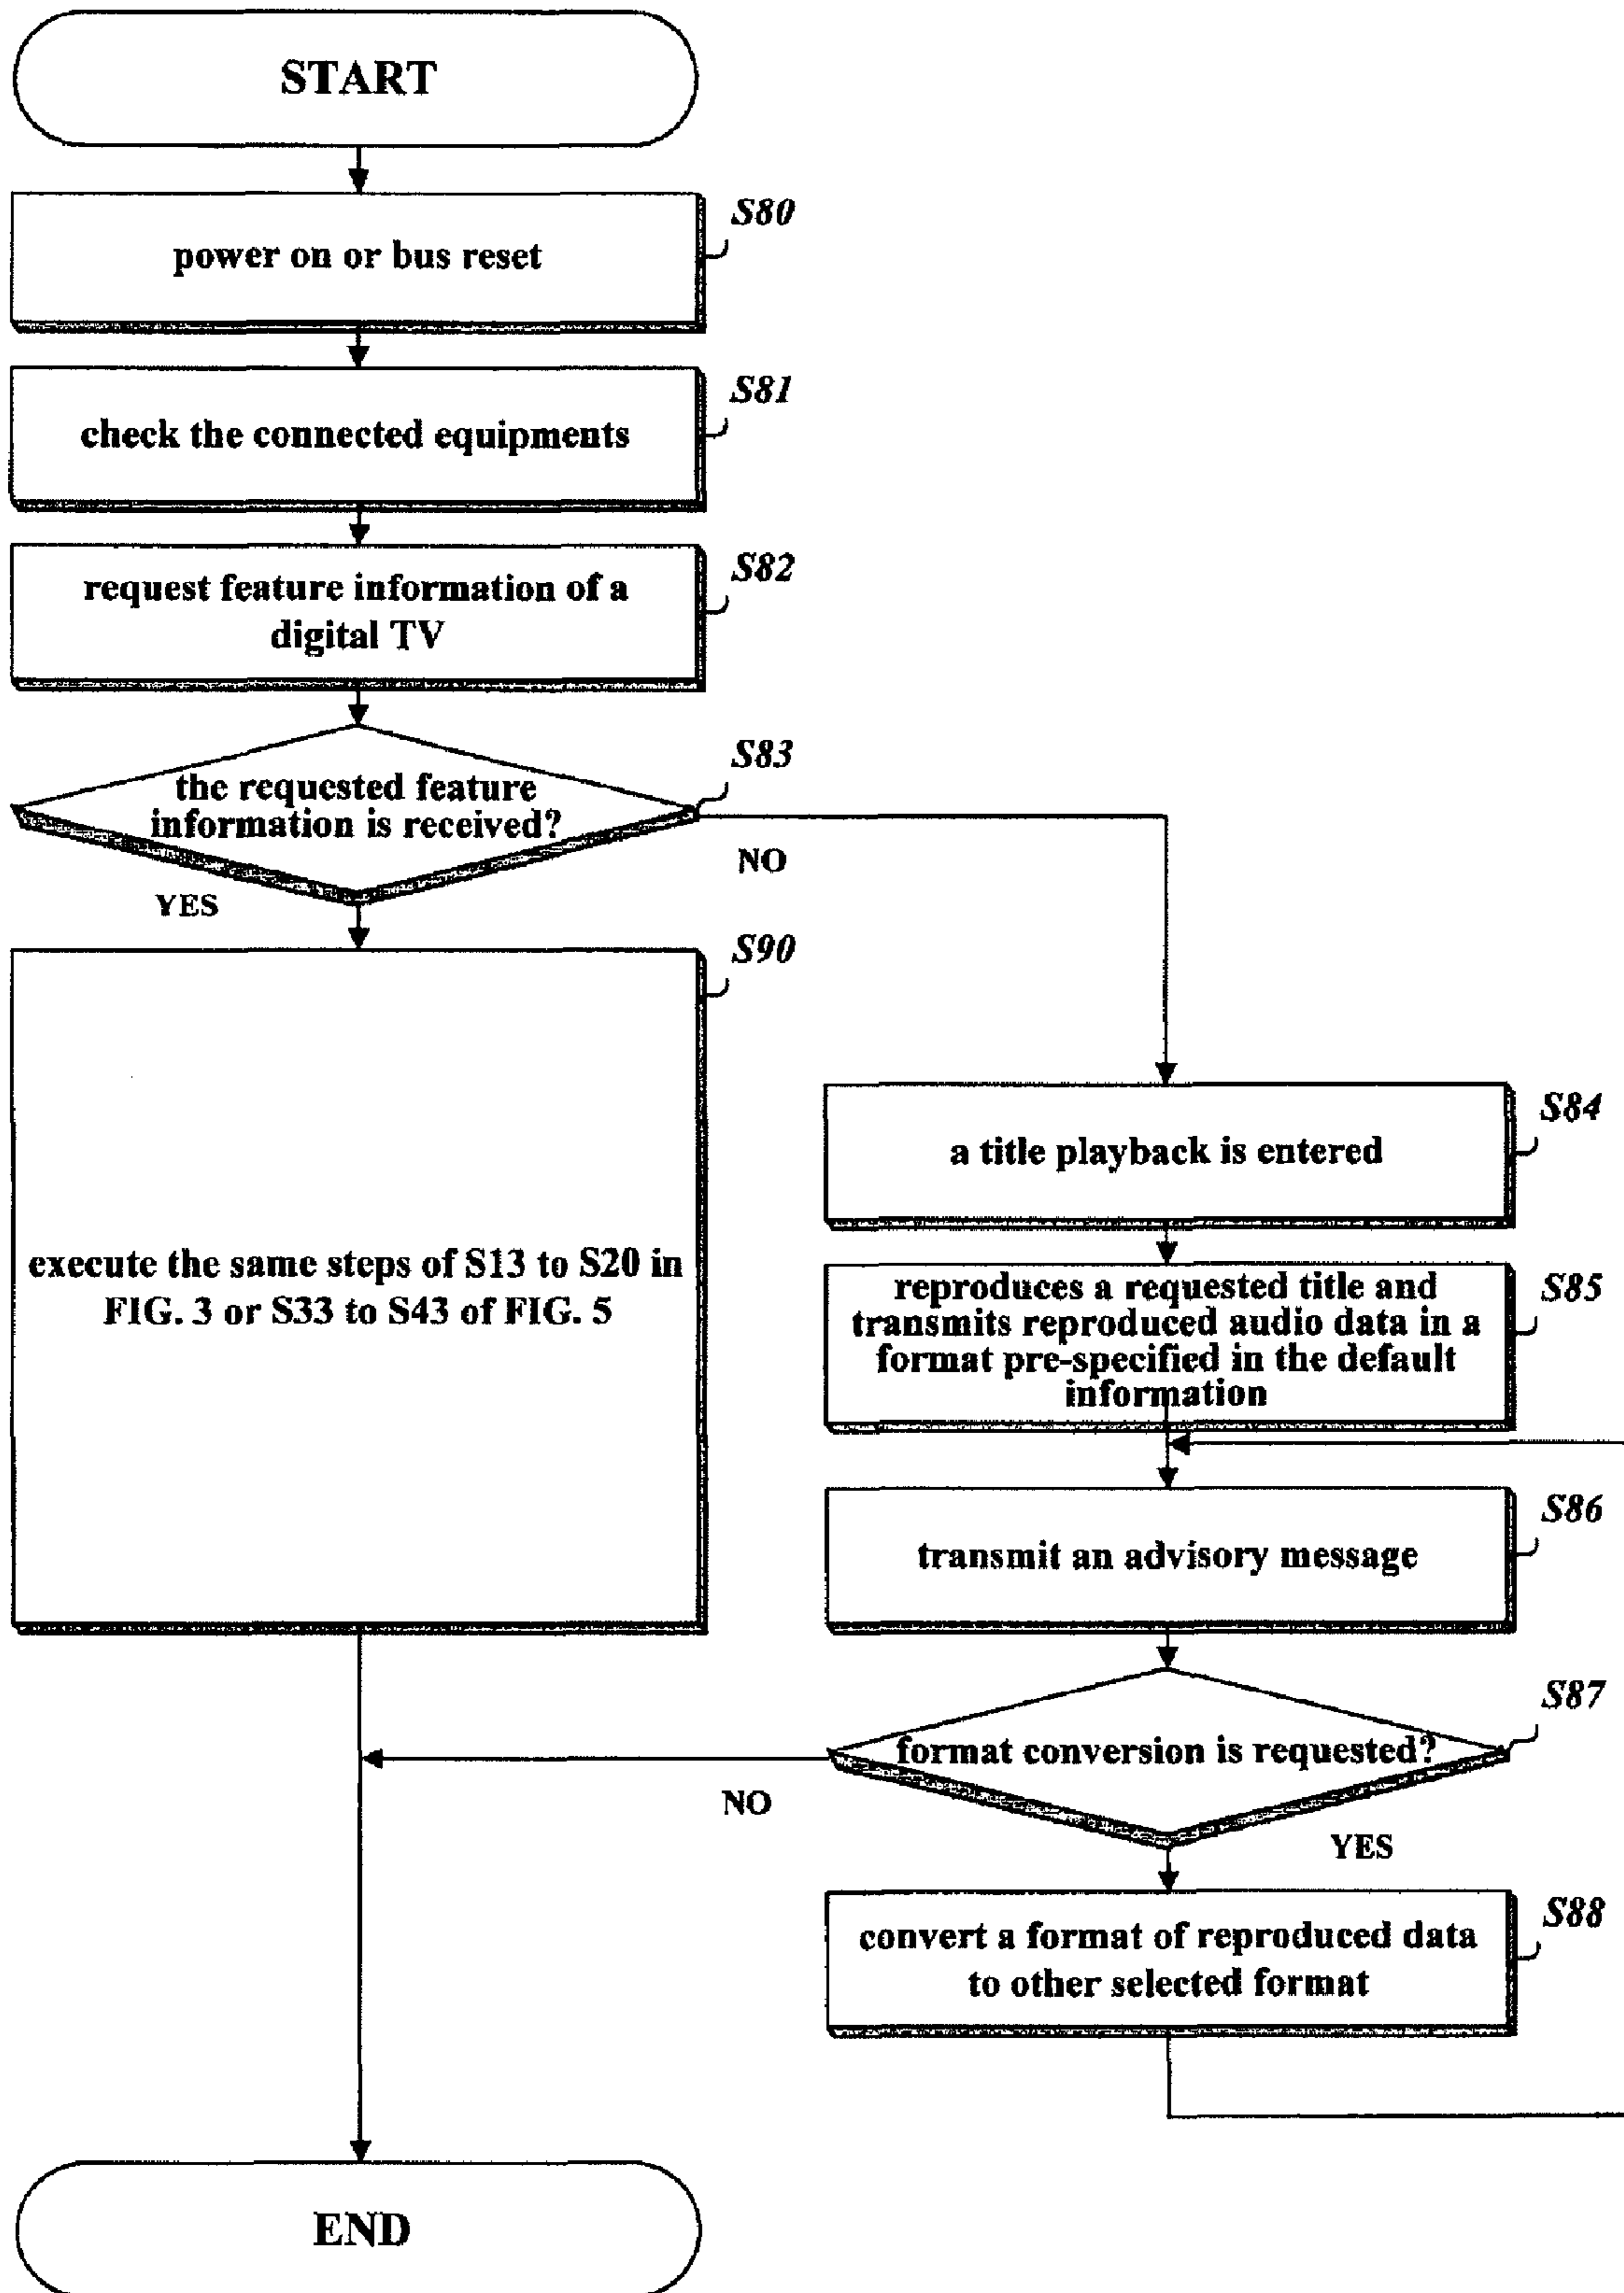 START
S80
power on or bus reset
S81
check the connected equipments
S82
request feature information of a
digital TV
S83
the requested feature
information is received?
NO
YES
S90
execute the same steps of S13 to S20 in
FIG. 3 or S33 to S43 of FIG. 5
S84
a title playback is entered
S85
reproduces a requested title and
transmits reproduced audio data in a
format pre-specified in the default
information
S86
transmit an advisory message
S87
format conversion is requested?
NO
YES
S88
convert a format of reproduced data
to other selected format
END